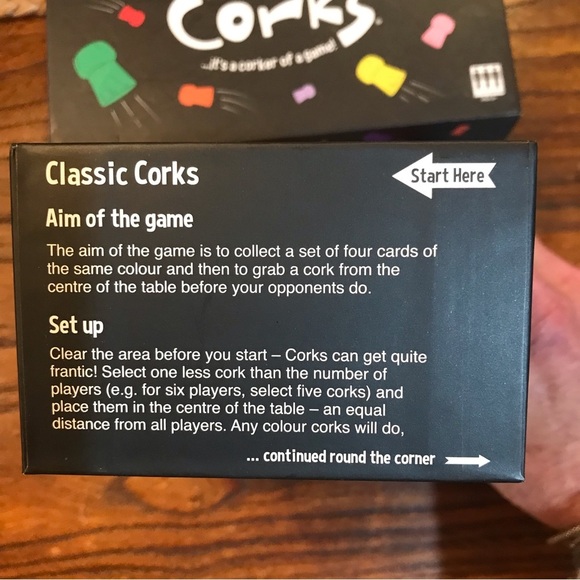 Corks
...it's a corker of a game!
Classic Corks
Start Here
Aim of the game
The aim of the game is to collect a set of four cards of
the same colour and then to grab a cork from the
centre of the table before your opponents do.
Set up
Clear the area before you start – Corks can get quite
frantic! Select one less cork than the number of
players (e.g. for six players, select five corks) and
place them in the centre of the table – an equal
distance from all players. Any colour corks will do,
... continued round the corner